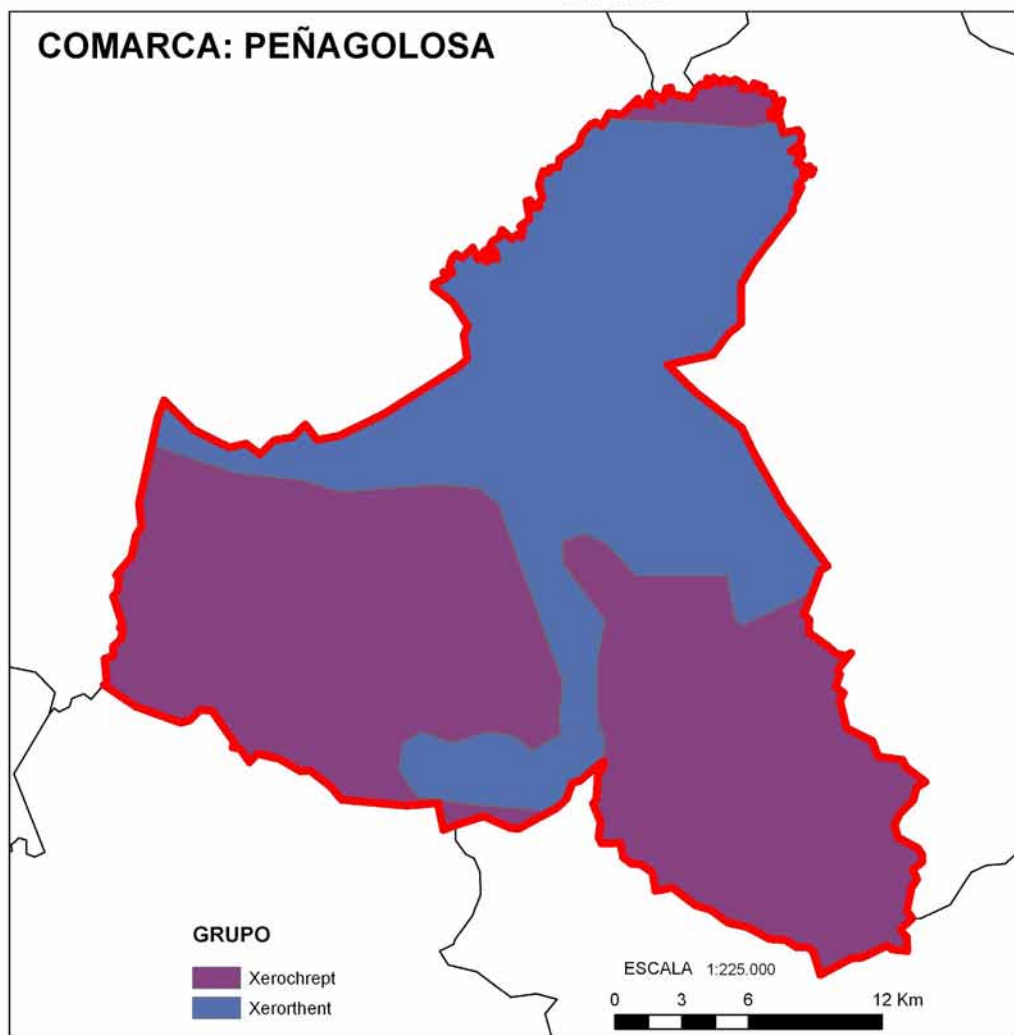 COMARCA: PEÑAGOLOSA
GRUPO
Xerochrept
Xerorthent
ESCALA 1:225.000
0 3 6 12 Km